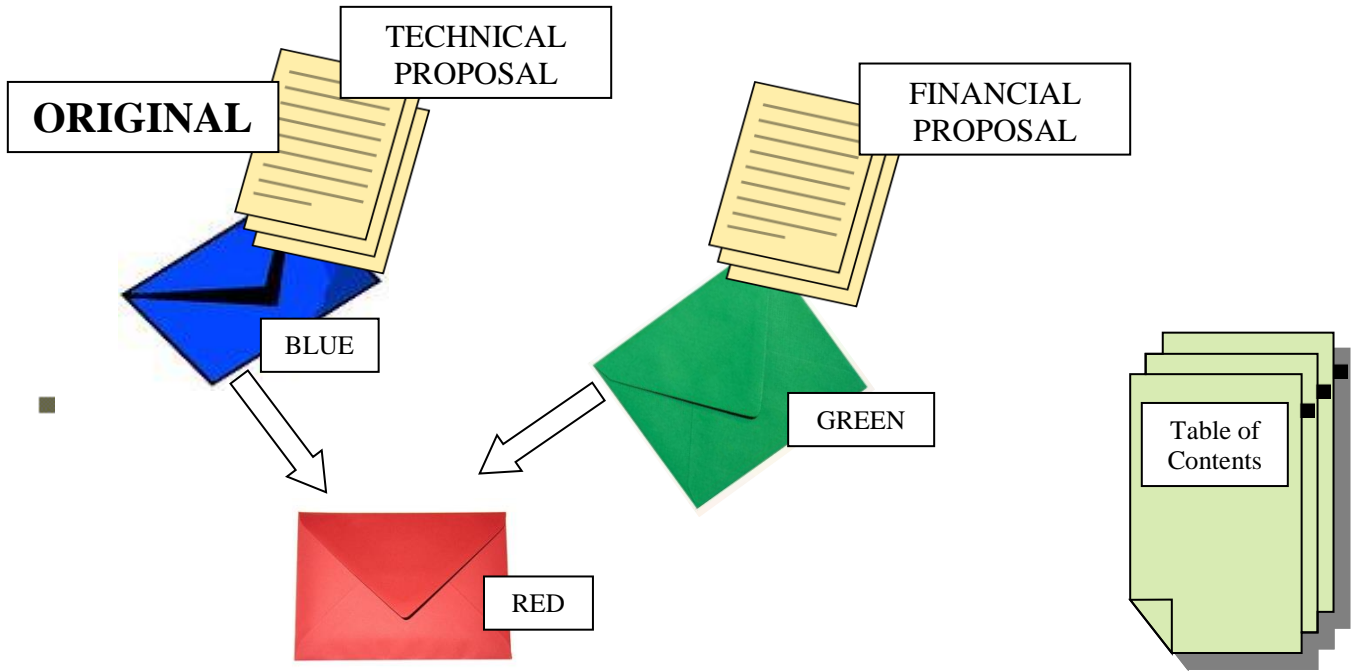 TECHNICAL
PROPOSAL
ORIGINAL
FINANCIAL
PROPOSAL
BLUE
GREEN
Table of
Contents
RED